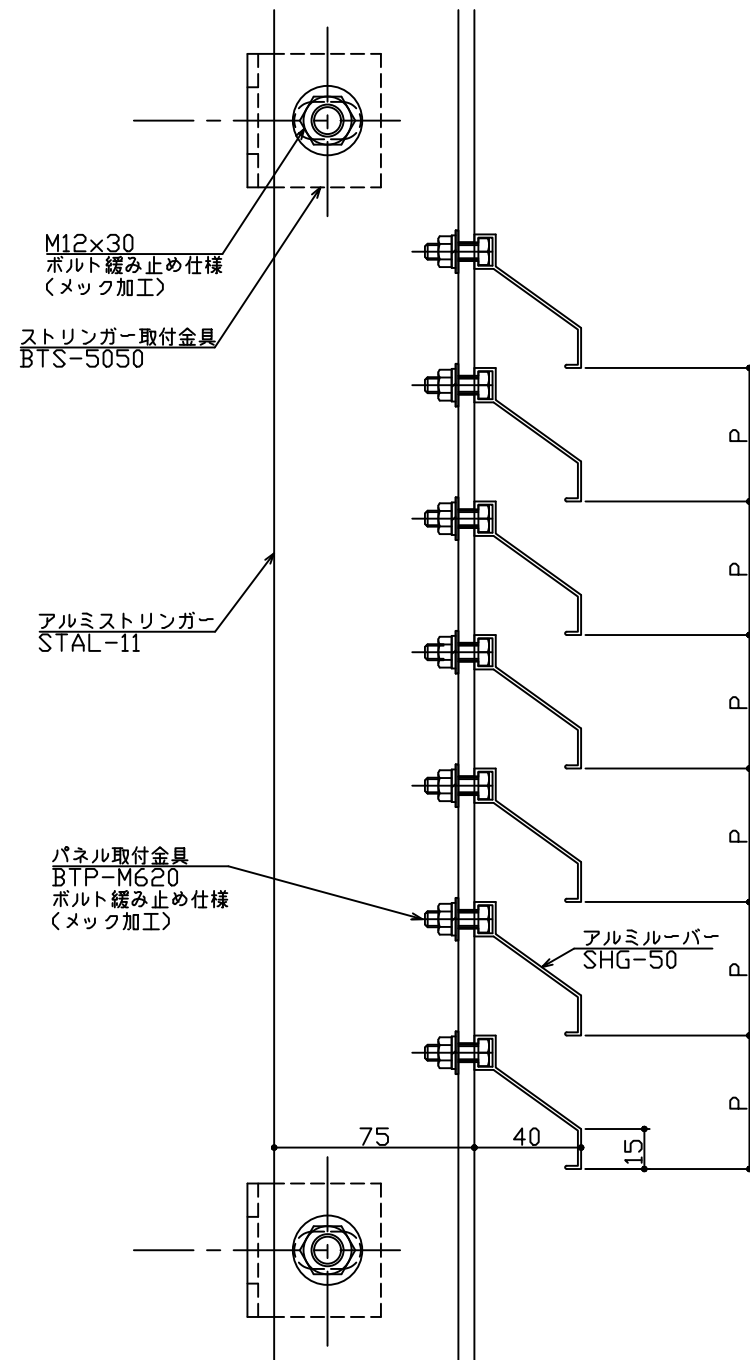 M12×30
ボルト緩み止め仕様
(メック加工)
ストリンガー取付金具
BTS-5050
P
P
アルミストリンガー
STAL-11
P
P
パネル取付金具
BTP-M620
ボルト緩み止め仕様
(メック加工)
アルミルーバー
SHG-50
P
P
75
40
15